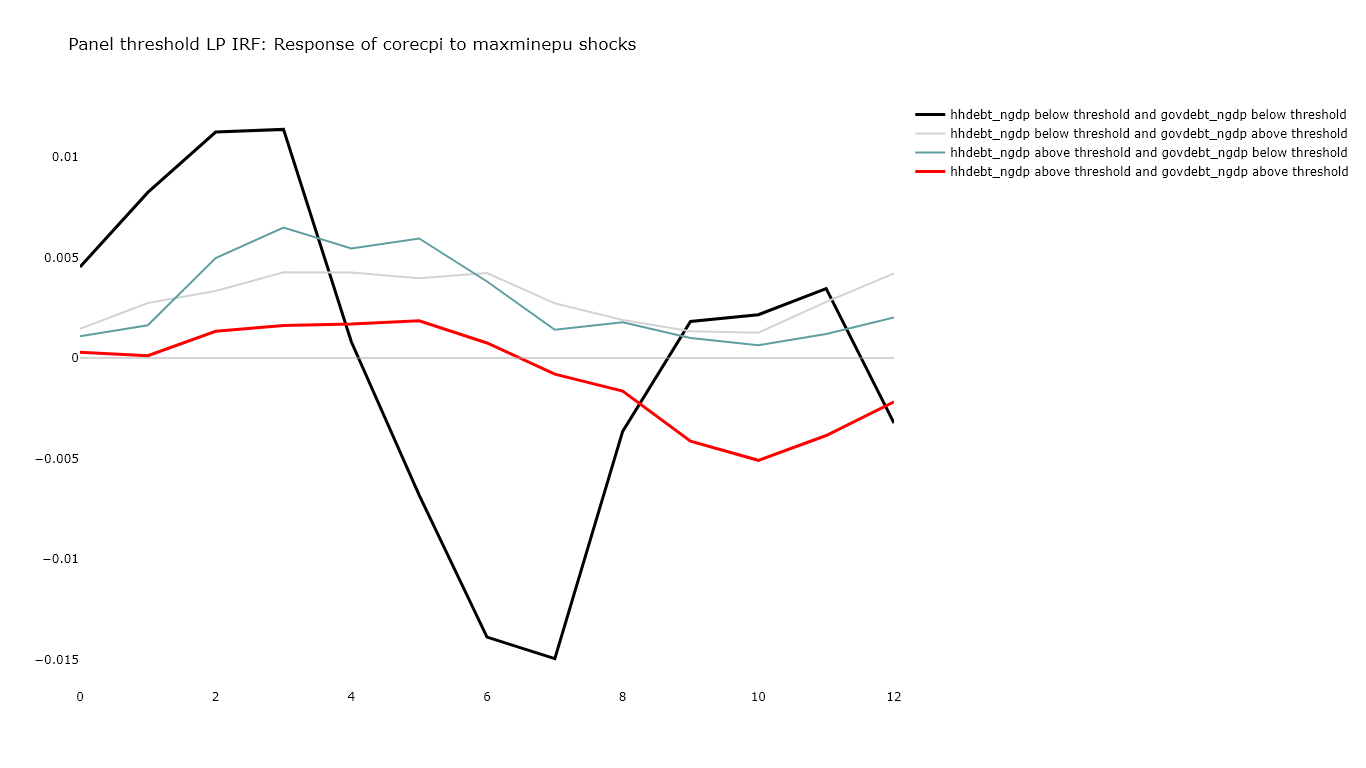 Panel threshold LP IRF: Response of corecpi to maxminepu shocks
hhdebt_ngdp below threshold and govdebt_ngdp below threshold
hhdebt_ngdp below threshold and govdebt_ngdp above threshold
hhdebt_ngdp above threshold and govdebt_ngdp below threshold
hhdebt_ngdp above threshold and govdebt_ngdp above threshold
0.01
0.005
0
−0.005
−0.01
−0.015
0 2 4 6 8 10 12